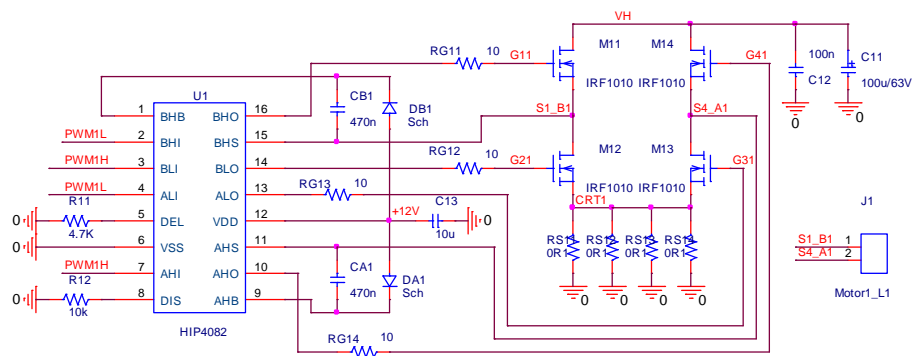 VH
RG11 10
G11
M11
M14
G41
100n
C11
C12
100u/63V
IRF1010
IRF1010
0
0
U1
CB1
470n
DB1
Sch
S1_B1
S4_A1
1 BHB BHO 16
PWM1L 2 BHI BHS 15
PWM1H 3 BLI BLO 14
PWM1L 4 ALI ALO 13
0 R11 4.7K 5 DEL VDD 12
0 6 VSS AHS 11
PWM1H 7 AHI AHO 10
0 R12 10k 8 DIS AHB 9
HIP4082
RG12 10
G21
M12
M13
G31
RG13 10
IRF1010
IRF1010
+12V
C13
10u
0
CRT1
RS11
0R1
RS12
0R1
RS13
0R1
RS14
0R1
0
0
0
0
CA1
470n
DA1
Sch
RG14 10
J1
S1_B1 1
S4_A1 2
Motor1_L1